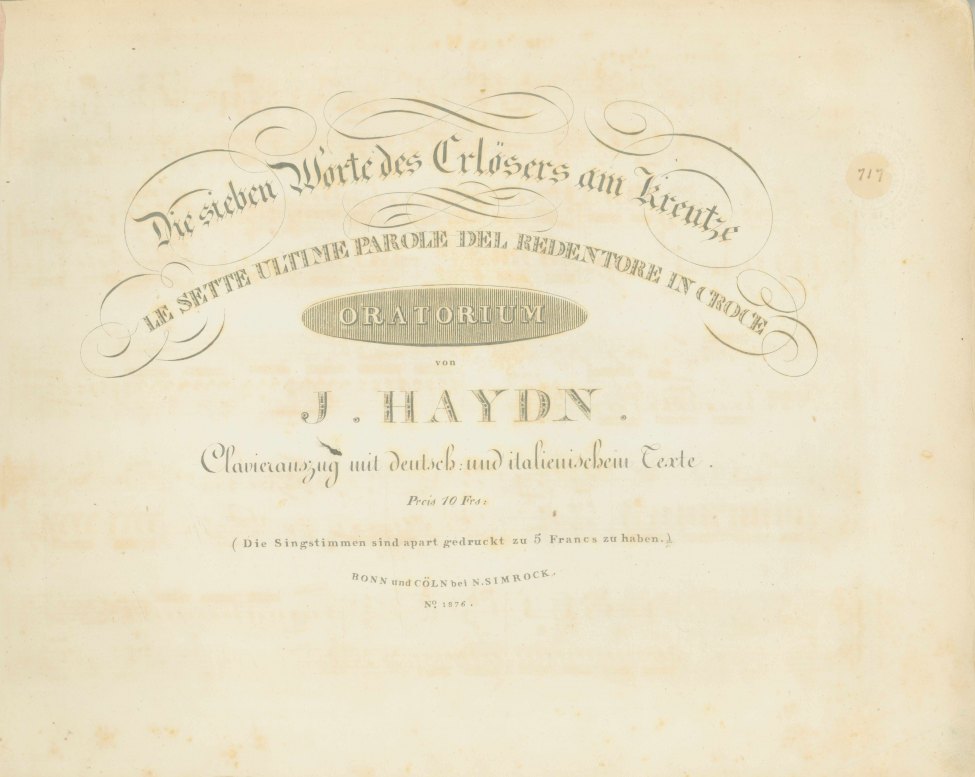 717
Die sieben Worte des Erlösers am Kreutze
LE SETTE ULTIME PAROLE DEL REDENTORE IN CROCE
ORATORIUM
von
J. HAYDN.
Clavierauszug mit deutsch: und italienischem Texte.
Preis 10 Frs:
(Die Singstimmen sind apart gedruckt zu 5 Francs zu haben.)
BONN und CÖLN bei N. SIMROCK.
Nº 1876.